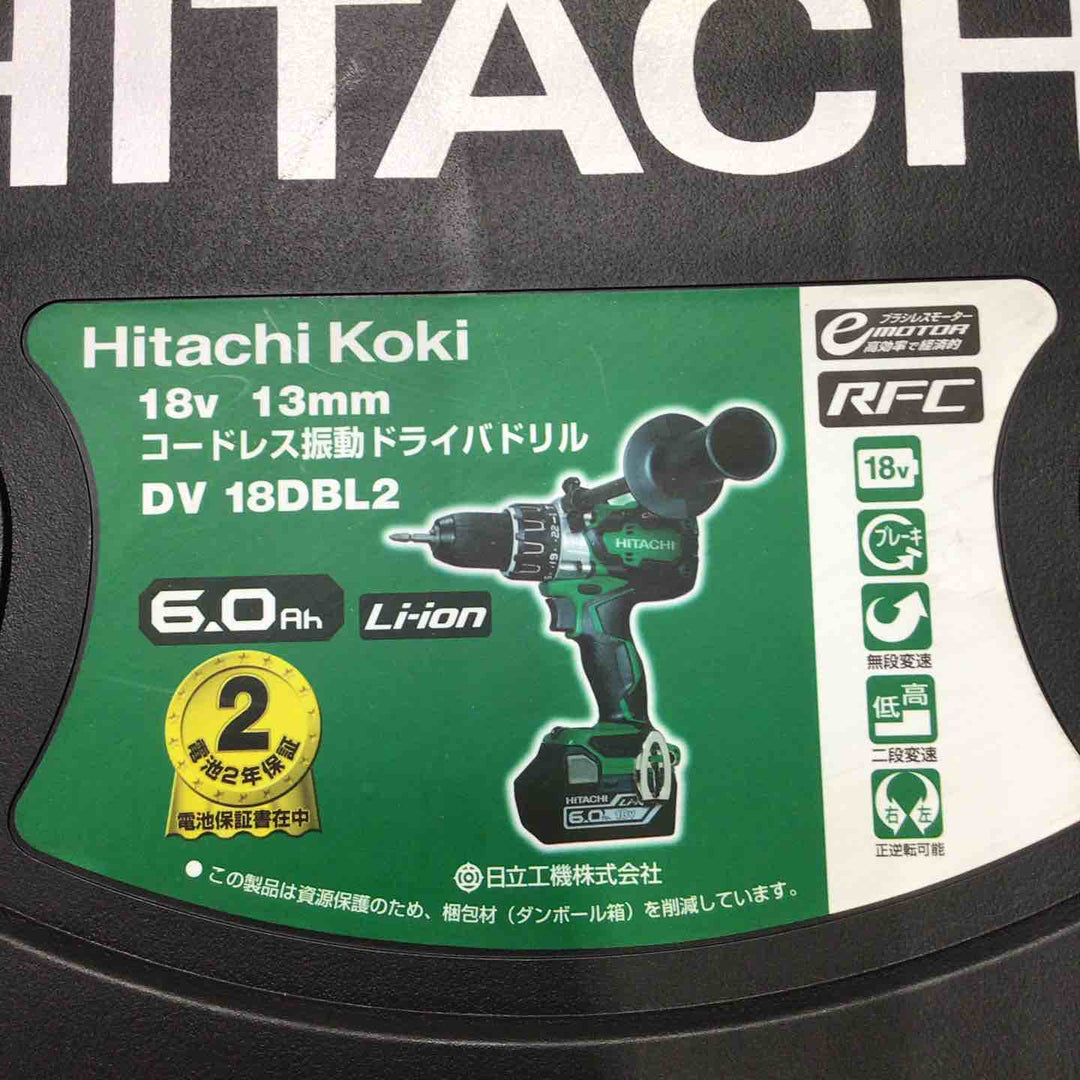 HITACH
Hitachi Koki
18v 13mm
コードレス振動ドライバドリル
DV 18DBL2
6.0Ah
Li-ion
2
電池2年保証
電池保証書在中
HITACHI
22
19
HITACHI
6.0Ah 18V
ブラシレスモーター
e MOTOR
高効率で経済的
RFC
18v
ブレーキ
無段変速
低 高
二段変速
右 左
正逆転可能
日立工機株式会社
●この製品は資源保護のため、梱包材（ダンボール箱）を削減しています。